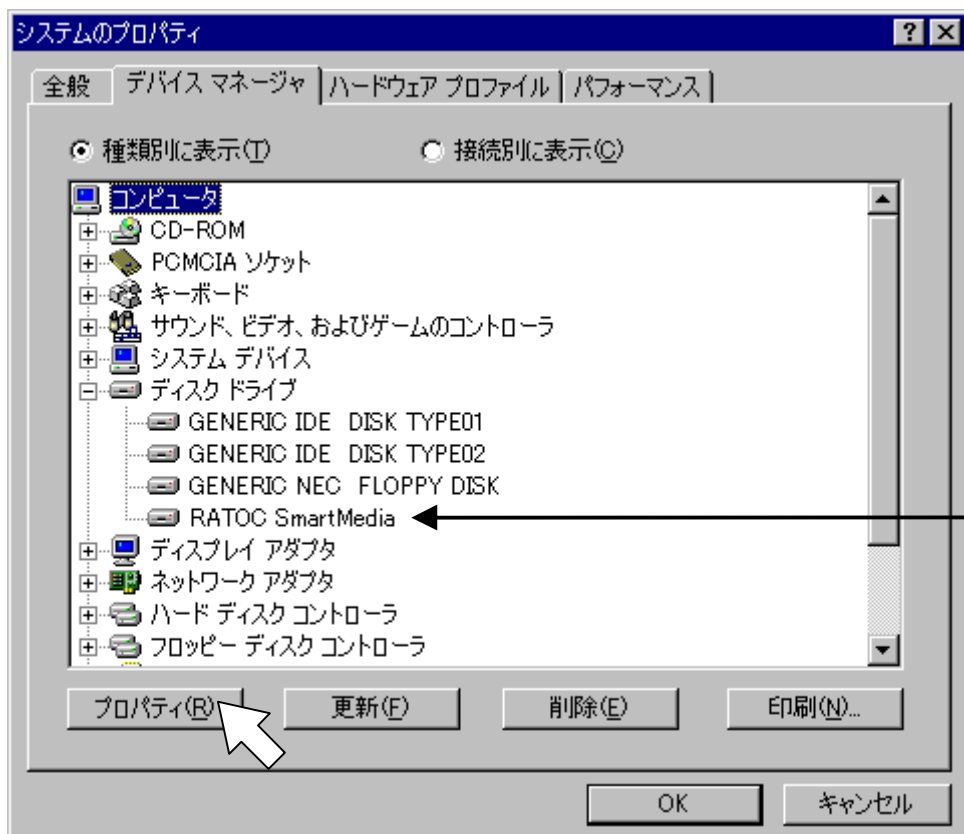 システムのプロパティ
全般 デバイス マネージャ ハードウェア プロファイル パフォーマンス
種類別に表示(T) 接続別に表示(C)
コンピュータ
CD-ROM
PCMCIA ソケット
キーボード
サウンド、ビデオ、およびゲームのコントローラ
システム デバイス
ディスク ドライブ
GENERIC IDE DISK TYPE01
GENERIC IDE DISK TYPE02
GENERIC NEC FLOPPY DISK
RATOC SmartMedia
ディスプレイ アダプタ
ネットワーク アダプタ
ハード ディスク コントローラ
フロッピー ディスク コントローラ
プロパティ(R) 更新(F) 削除(E) 印刷(N)...
OK キャンセル